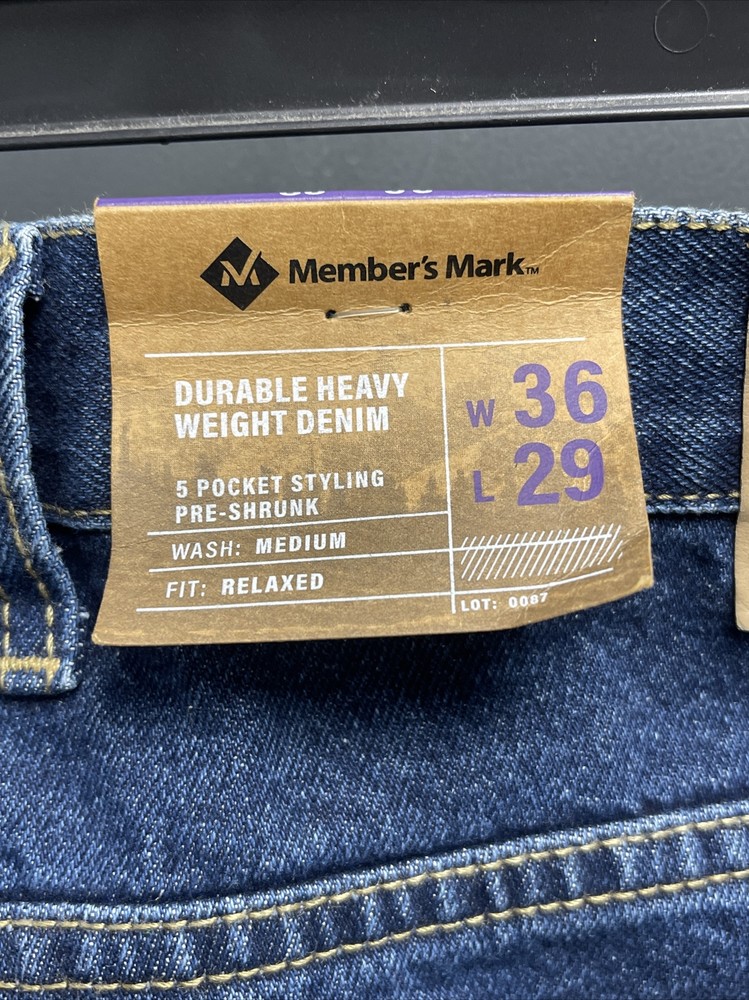 Member's Mark™
DURABLE HEAVY
WEIGHT DENIM
5 POCKET STYLING
PRE-SHRUNK
WASH: MEDIUM
FIT: RELAXED
W 36
L 29
LOT: 0087